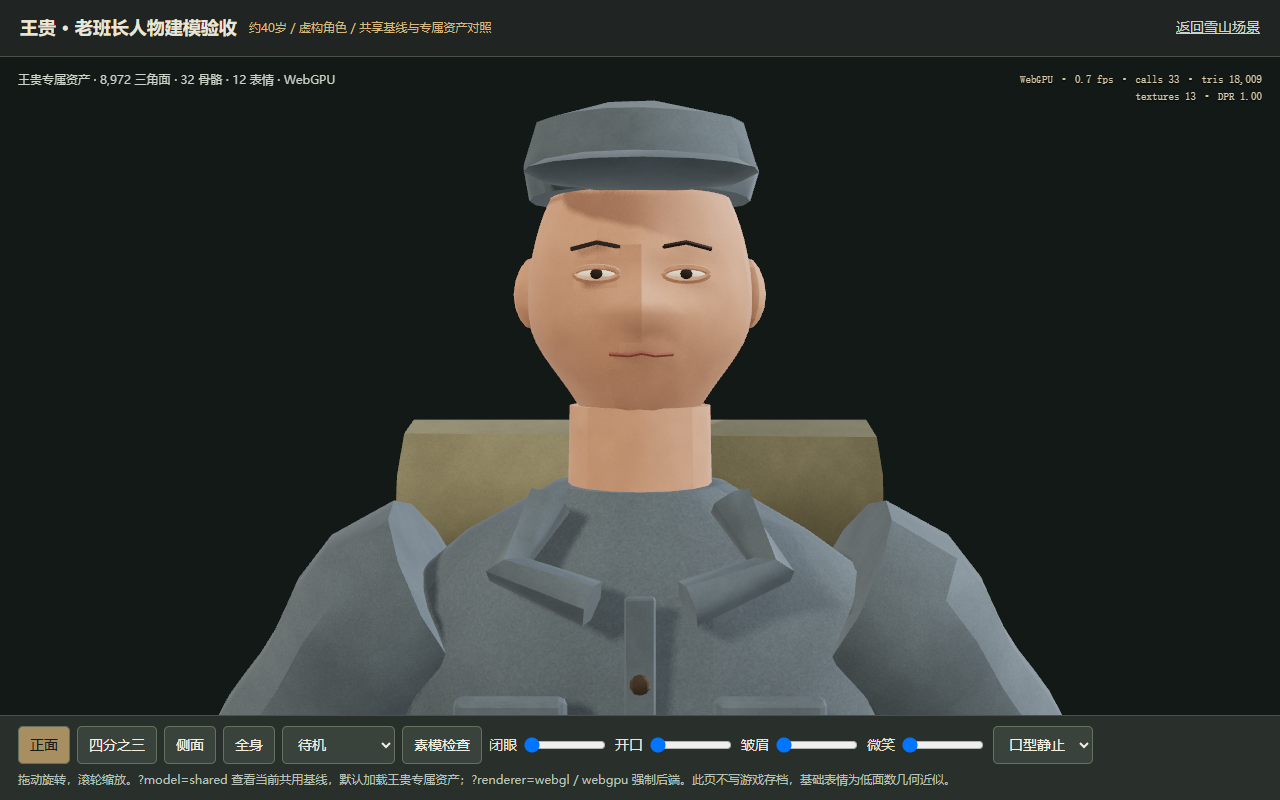 王贵 • 老班长人物建模验收 约40岁 / 虚构角色 / 共享基线与专属资产对照 返回雪山场景
王贵专属资产 · 8,972 三角面 · 32 骨骼 · 12 表情 · WebGPU
WebGPU • 0.7 fps • calls 33 • tris 18,009
textures 13 • DPR 1.00
正面 四分之三 侧面 全身 待机 素模检查 闭眼 开口 皱眉 微笑 口型静止
拖动旋转，滚轮缩放。?model=shared 查看当前共用基线，默认加载王贵专属资产；?renderer=webgl / webgpu 强制后端。此页不写游戏存档，基础表情为低面数几何近似。